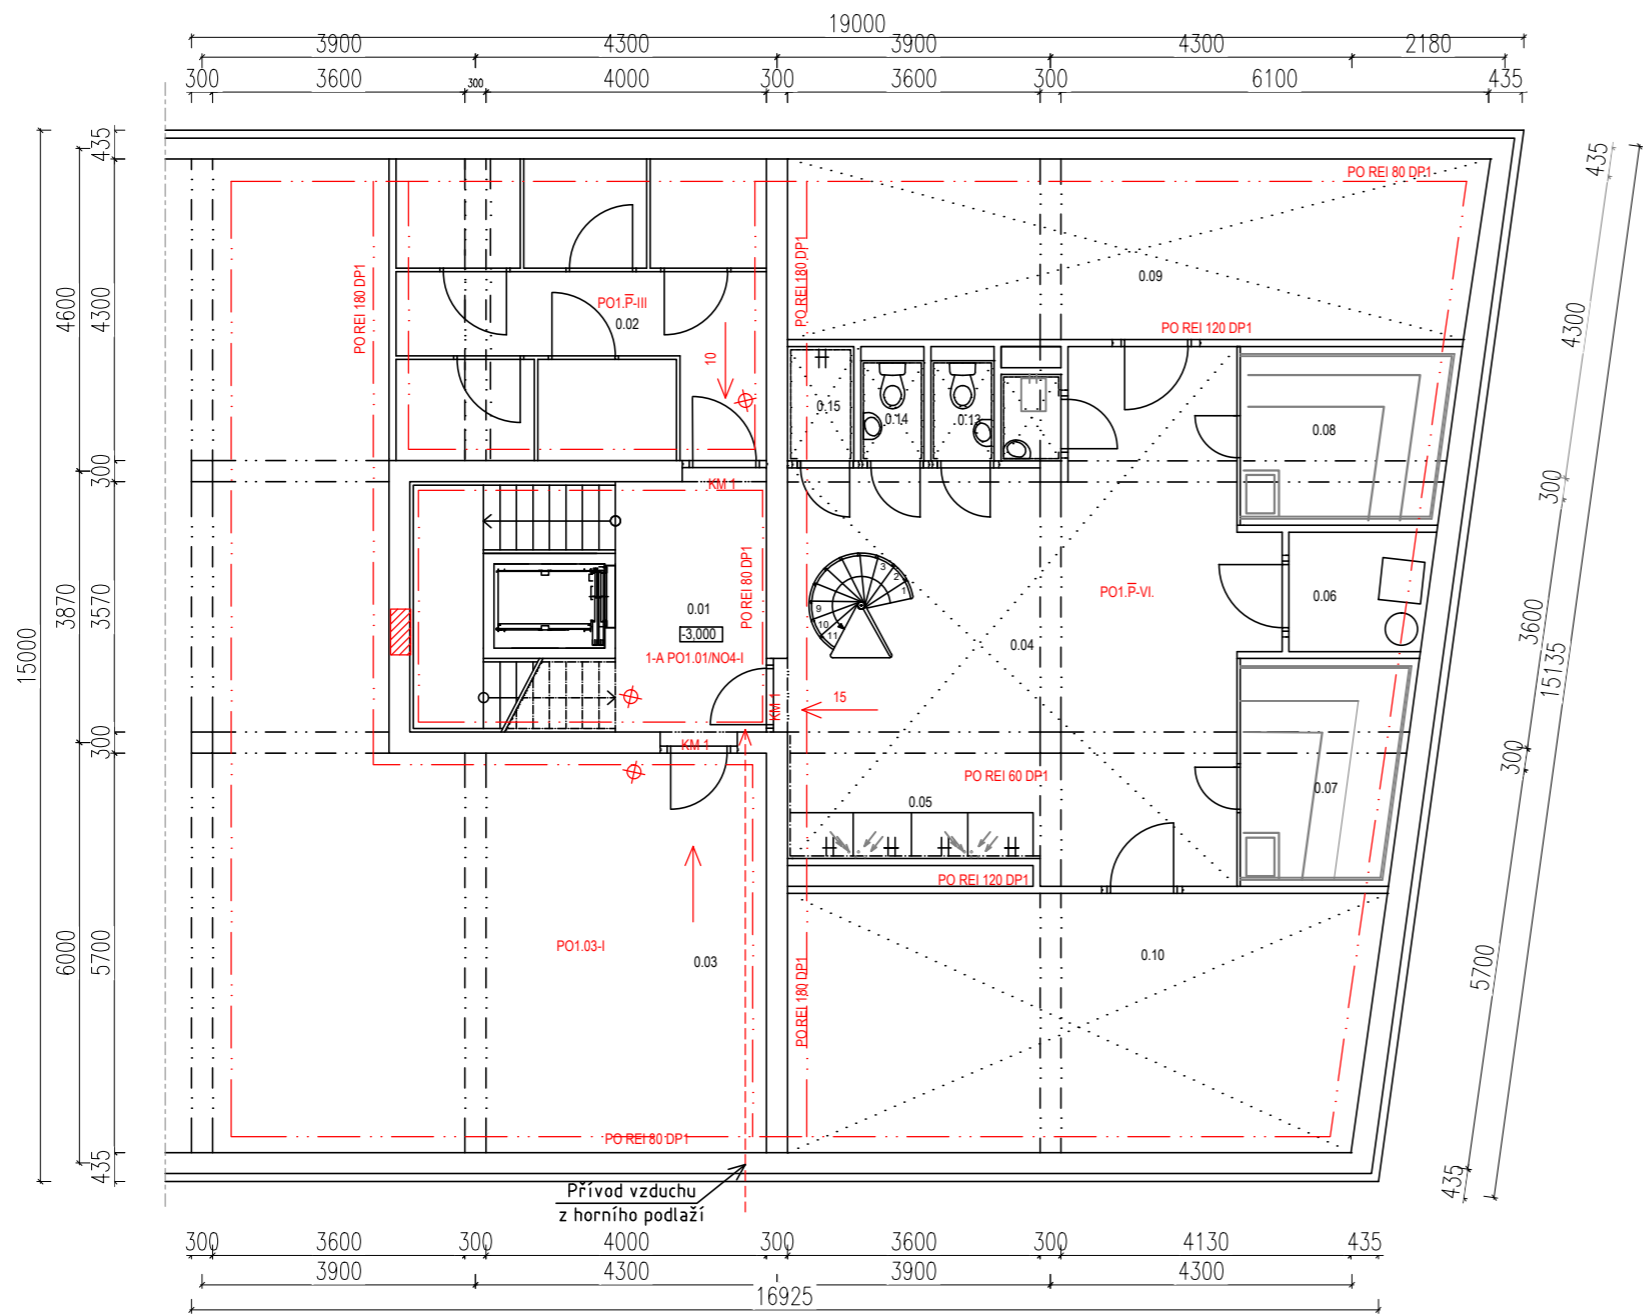 19000
3900 4300 3900 4300 2180
300 3600 300 4000 300 3600 300 6100 435
435
4600
4300
300
3870
3570
15000
300
6000
5700
435
435
4300
300
3600
15135
300
5700
435
PO REI 80 DP1
PO REI 180 DP1
PO REI 180 DP1
0.09
PO1.P-III
0.02
PO REI 120 DP1
10
0.15
0.14
0.13
0.08
KM 1
PO REI 80 DP1
3
2
1
9
10
11
PO1.P-VI.
0.06
0.01
-3,000
1-A PO1.01/NO4-I
0.04
15
KM 1
KM 1
PO REI 60 DP1
0.05
0.07
PO REI 120 DP1
PO1.03-I
0.03
PO REI 180 DP1
0.10
PO REI 80 DP1
Přívod vzduchu
z horního podlaží
300 3600 300 4000 300 3600 300 4130 435
3900 4300 3900 4300
16925